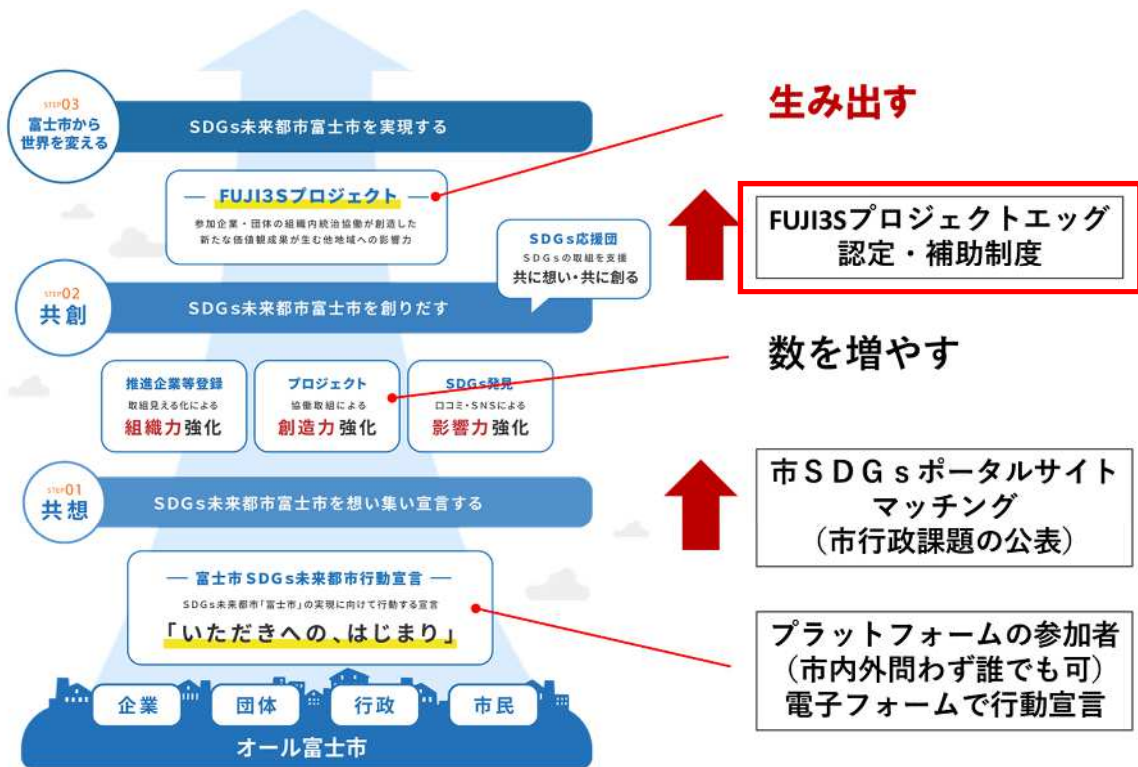 STEP03
富士市から
世界を変える
SDGs未来都市富士市を実現する
FUJI3Sプロジェクト
参加企業・団体の組織内統治協働が創造した
新たな価値観成果が生む他地域への影響力
SDGs応援団
SDGsの取組を支援
共に想い・共に創る
STEP02
共創
SDGs未来都市富士市を創りだす
推進企業等登録
取組見える化による
組織力強化
プロジェクト
協働取組による
創造力強化
SDGs発見
口コミ・SNSによる
影響力強化
STEP01
共想
SDGs未来都市富士市を想い集い宣言する
富士市SDGs未来都市行動宣言
SDGs未来都市「富士市」の実現に向けて行動する宣言
「いただきへの、はじまり」
企業
団体
行政
市民
オール富士市
生み出す
FUJI3Sプロジェクトエッグ
認定・補助制度
数を増やす
市ＳＤＧｓポータルサイト
マッチング
（市行政課題の公表）
プラットフォームの参加者
（市内外問わず誰でも可）
電子フォームで行動宣言